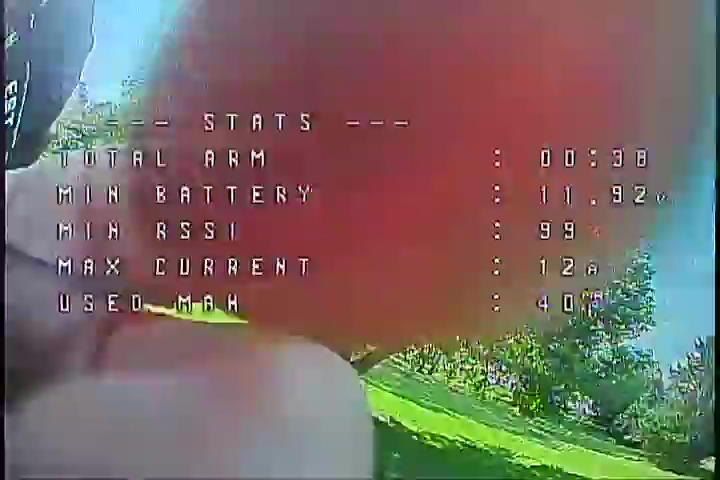 --- STATS ---
TOTAL ARM : 00:38
MIN BATTERY : 11.92V
MIN RSSI : 99%
MAX CURRENT : 12A
USED MAH : 40